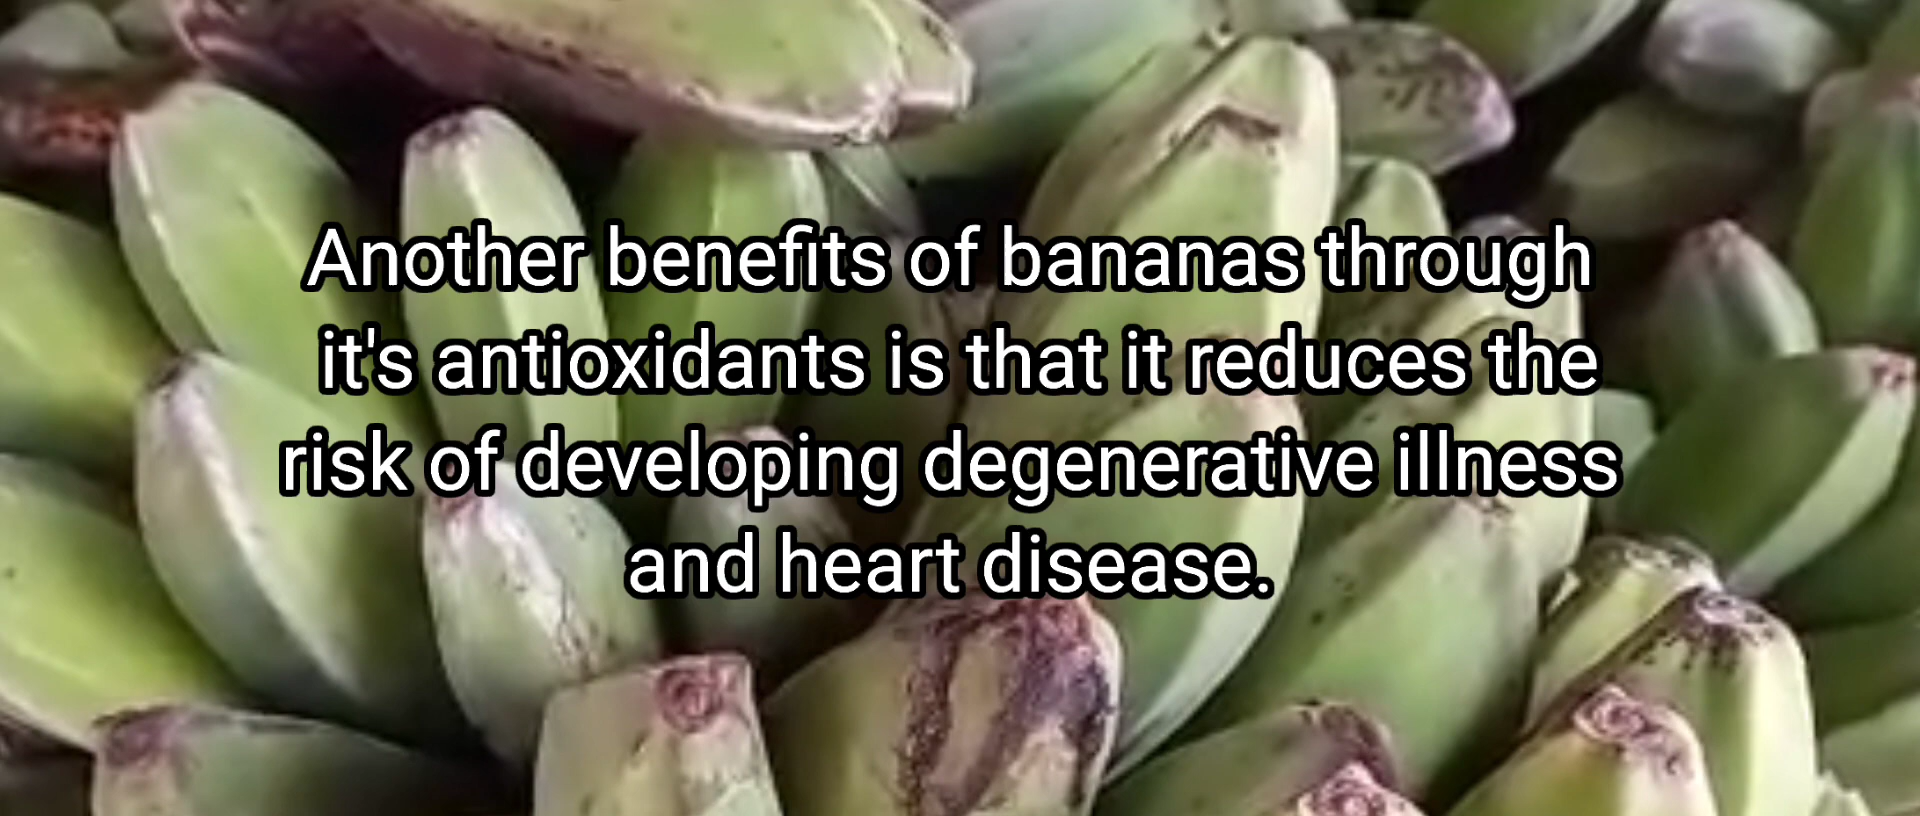 Another benefits of bananas through
it's antioxidants is that it reduces the
risk of developing degenerative illness
and heart disease.